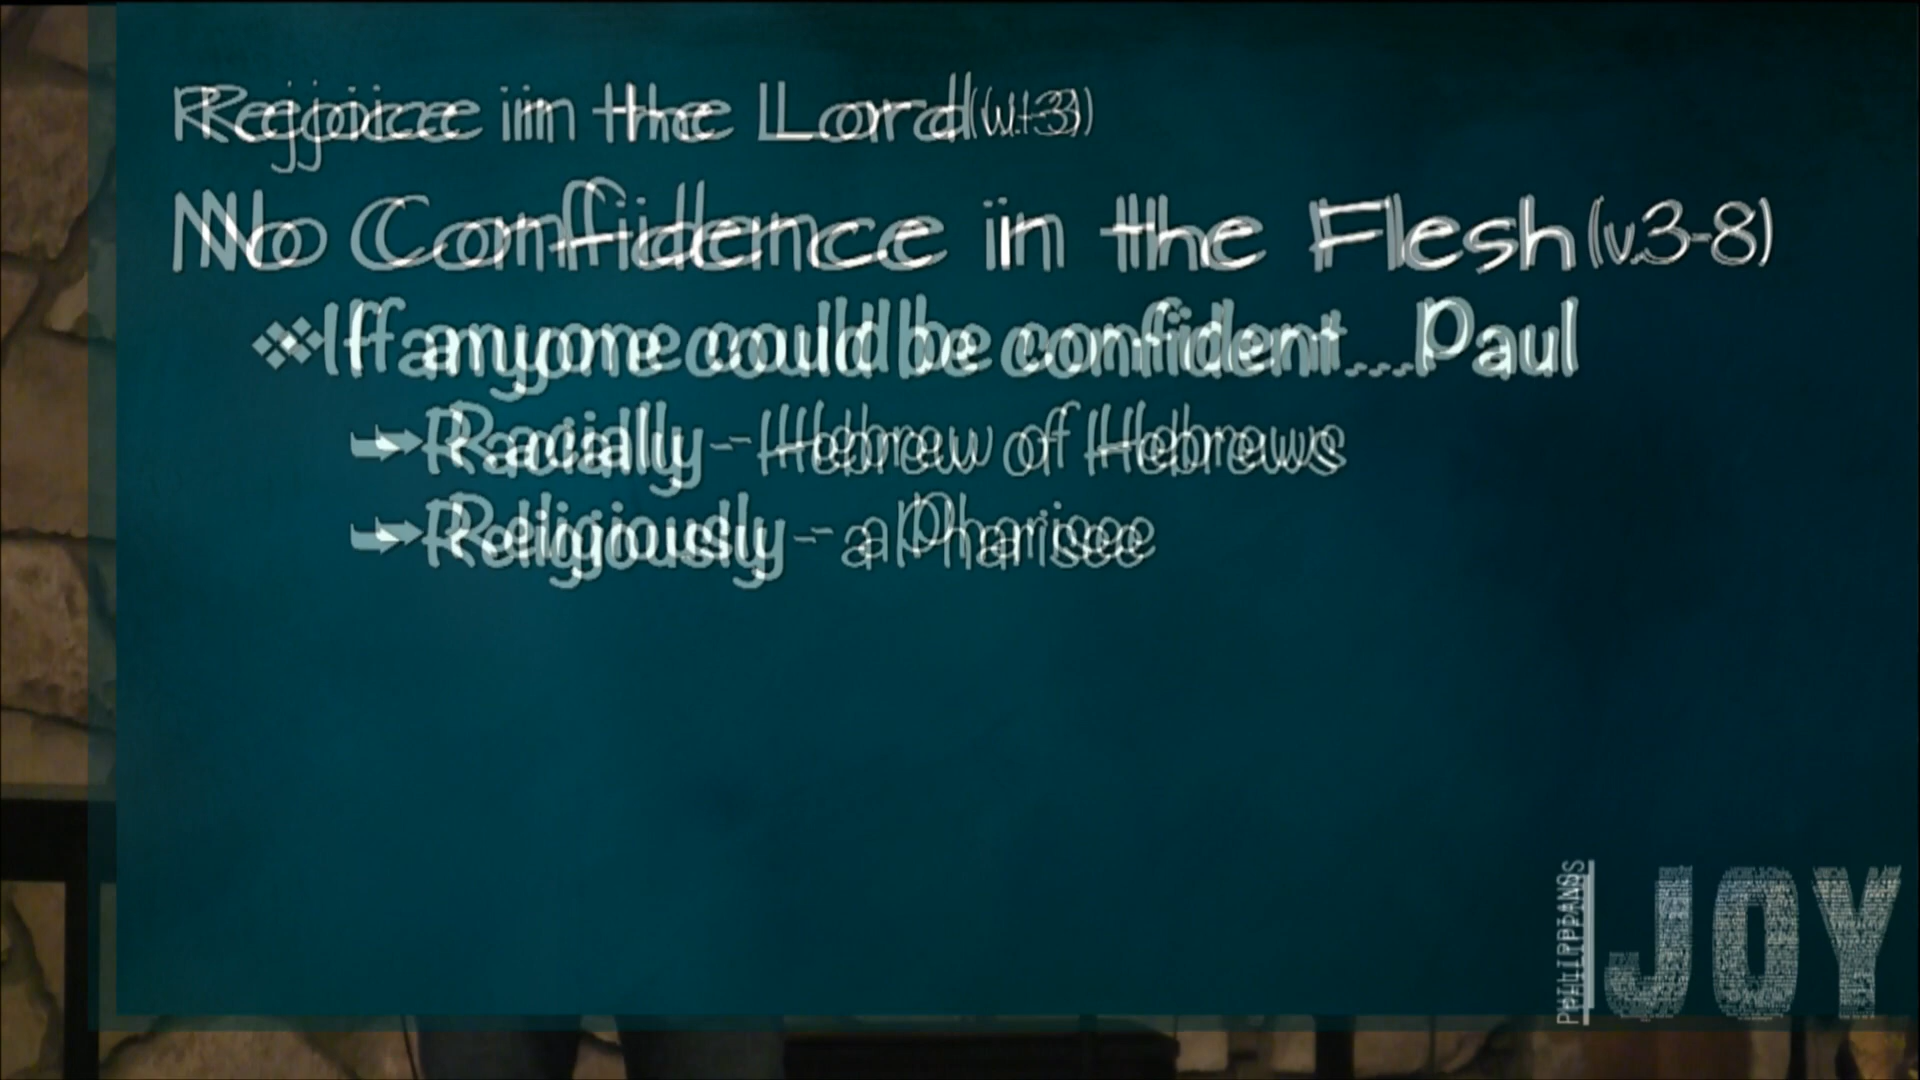 Rejoice in the Lord (v.1-3)
No Confidence in the Flesh (v.3-8)
❖If anyone could be confident...Paul
➙Racially - Hebrew of Hebrews
➙Religiously - a Pharisee
PHILIPPIANS
JOY